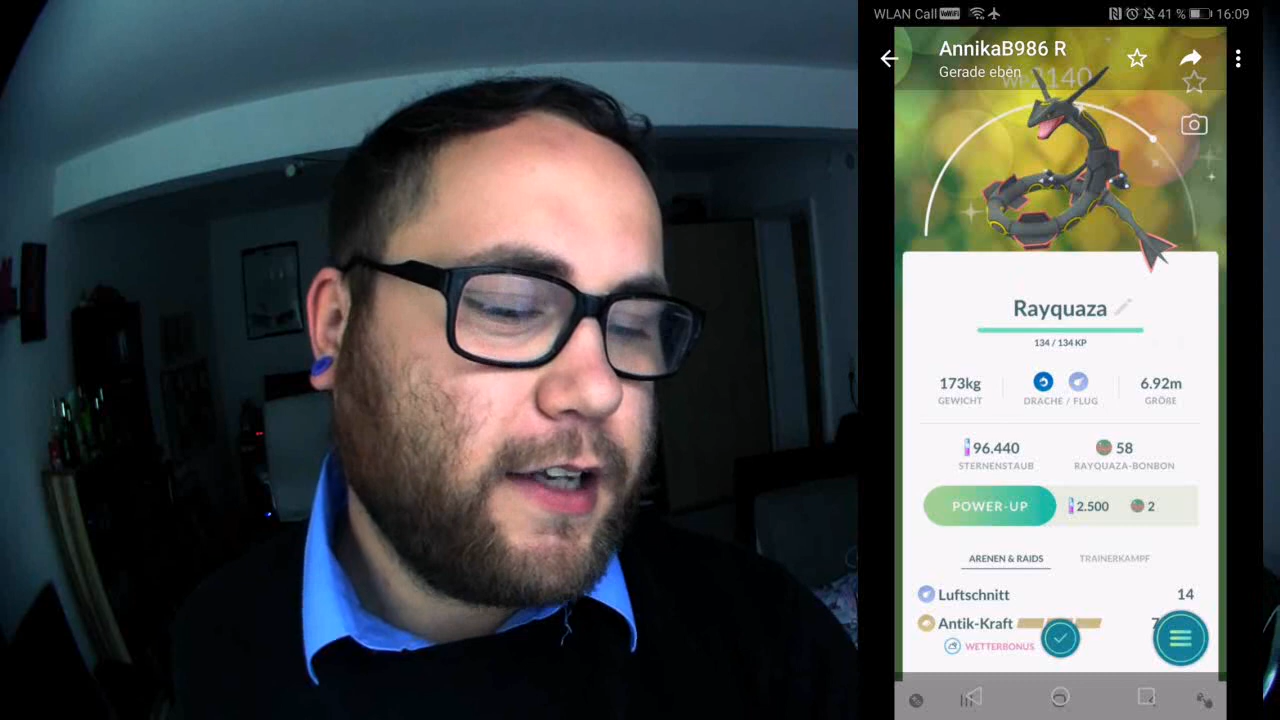 WLAN Call VoWiFi 41 % 16:09
AnnikaB986 R
Gerade eben
WP2140
Rayquaza
134 / 134 KP
173kg
GEWICHT
DRACHE / FLUG
6.92m
GRÖßE
96.440
STERNENSTAUB
58
RAYQUAZA-BONBON
POWER-UP 2.500 2
ARENEN & RAIDS TRAINERKAMPF
Luftschnitt 14
Antik-Kraft
WETTERBONUS